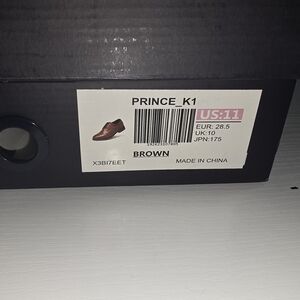 PRINCE_K1
US:11
EUR: 28.5
UK:10
JPN:175
X3BI7EET
BROWN
MADE IN CHINA